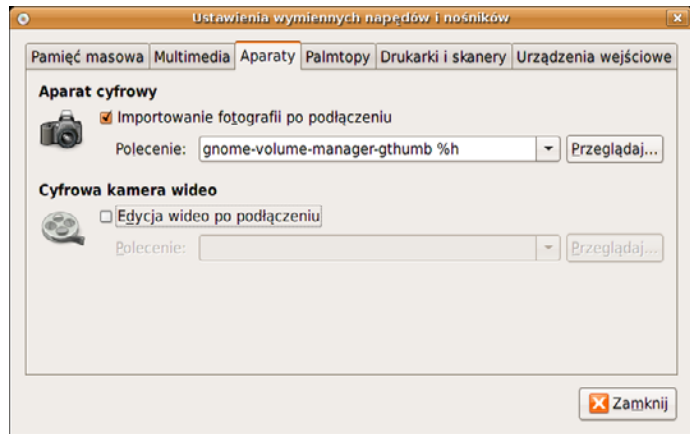 Ustawienia wymiennych napędów i nośników
Pamięć masowa Multimedia Aparaty Palmtopy Drukarki i skanery Urządzenia wejściowe
Aparat cyfrowy
Importowanie fotografii po podłączeniu
Polecenie: gnome-volume-manager-gthumb %h Przeglądaj...
Cyfrowa kamera wideo
Edycja wideo po podłączeniu
Polecenie: Przeglądaj...
Zamknij